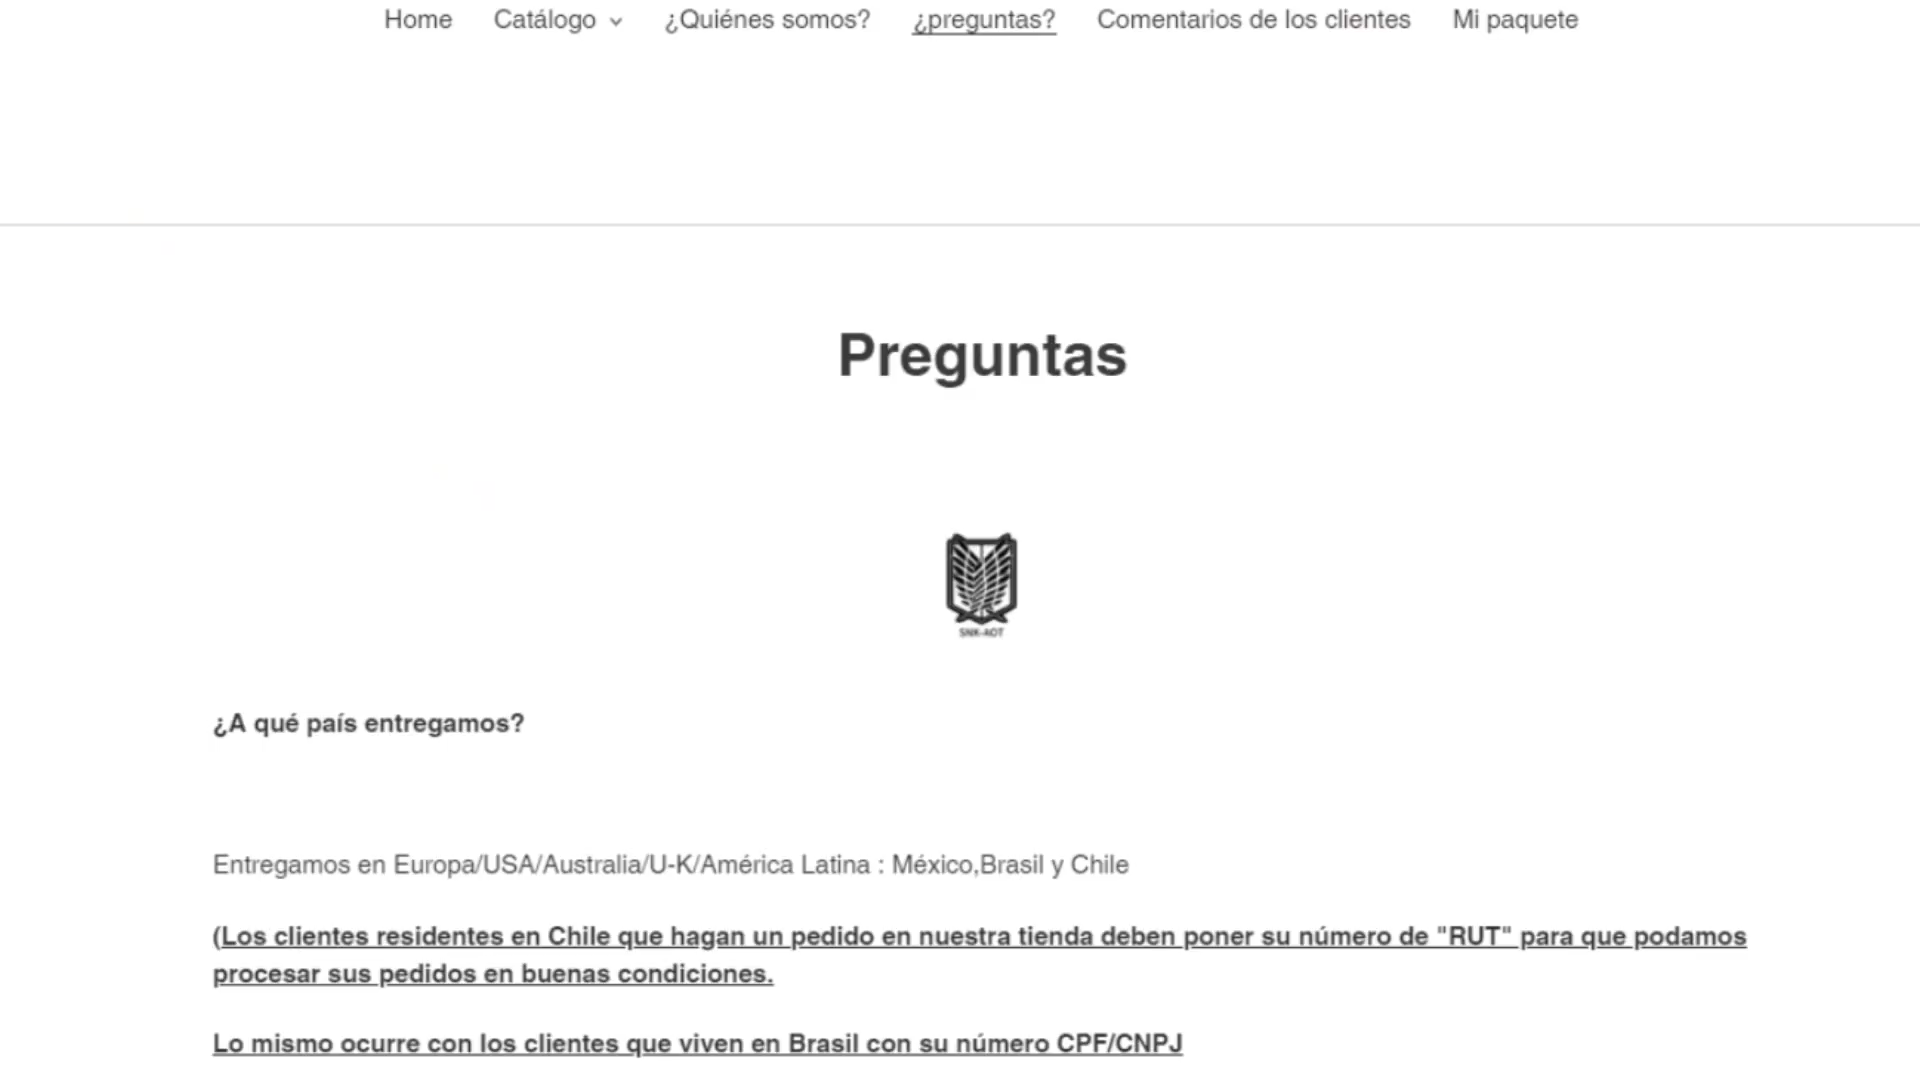 Home Catálogo ¿Quiénes somos? ¿preguntas? Comentarios de los clientes Mi paquete
Preguntas
SNK-AOT
¿A qué país entregamos?
Entregamos en Europa/USA/Australia/U-K/América Latina : México,Brasil y Chile
(Los clientes residentes en Chile que hagan un pedido en nuestra tienda deben poner su número de "RUT" para que podamos
procesar sus pedidos en buenas condiciones.
Lo mismo ocurre con los clientes que viven en Brasil con su número CPF/CNPJ